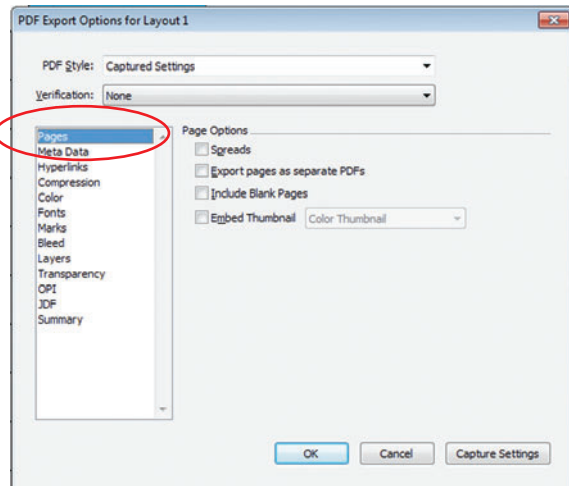 PDF Export Options for Layout 1
PDF Style: Captured Settings
Verification: None
Pages
Meta Data
Hyperlinks
Compression
Color
Fonts
Marks
Bleed
Layers
Transparency
OPI
JDF
Summary
Page Options
Spreads
Export pages as separate PDFs
Include Blank Pages
Embed Thumbnail Color Thumbnail
OK Cancel Capture Settings